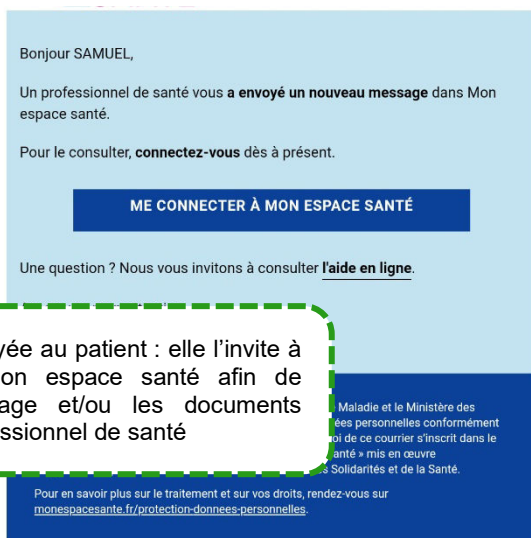 Bonjour SAMUEL,
Un professionnel de santé vous a envoyé un nouveau message dans Mon
espace santé.
Pour le consulter, connectez-vous dès à présent.
ME CONNECTER À MON ESPACE SANTÉ
Une question ? Nous vous invitons à consulter l'aide en ligne.
yée au patient : elle l’invite à
on espace santé afin de
age et/ou les documents
essionnel de santé
Maladie et le Ministère des
ées personnelles conformément
oi de ce courrier s'inscrit dans le
anté » mis en œuvre
s Solidarités et de la Santé.
Pour en savoir plus sur le traitement et sur vos droits, rendez-vous sur
monespacesante.fr/protection-donnees-personnelles.